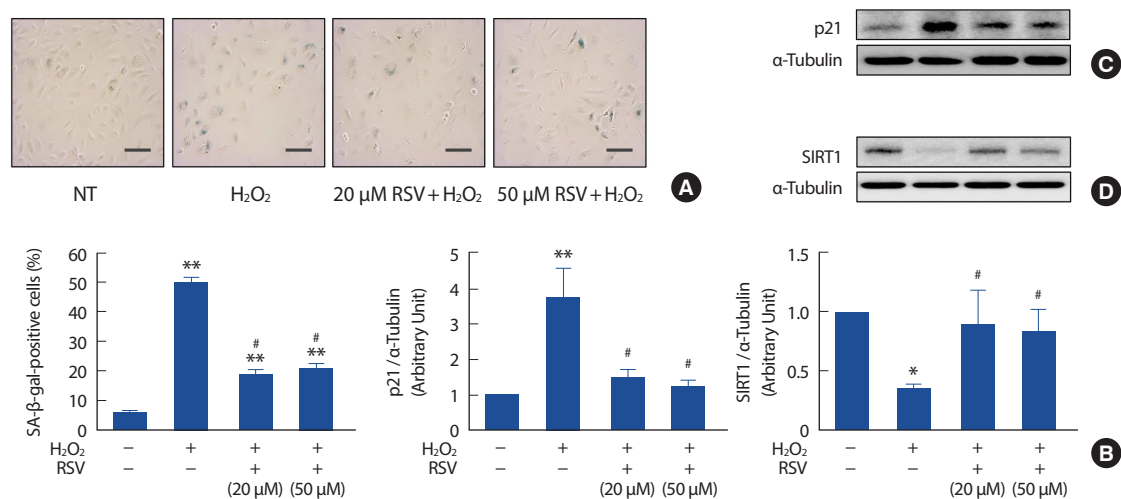 p21
α-Tubulin
C
SIRT1
α-Tubulin
D
NT
H₂O₂
20 μM RSV + H₂O₂
50 μM RSV + H₂O₂
A
SA-β-gal-positive cells (%)
60
50
40
30
20
10
0
**
#
**
#
**
H₂O₂
RSV
– + + +
– – + +
(20 μM) (50 μM)
p21 / α-Tubulin
(Arbitrary Unit)
5
4
3
2
1
0
**
#
#
H₂O₂
RSV
– + + +
– – + +
(20 μM) (50 μM)
SIRT1 / α-Tubulin
(Arbitrary Unit)
1.5
1.0
0.5
0
*
#
#
H₂O₂
RSV
– + + +
– – + +
(20 μM) (50 μM)
B